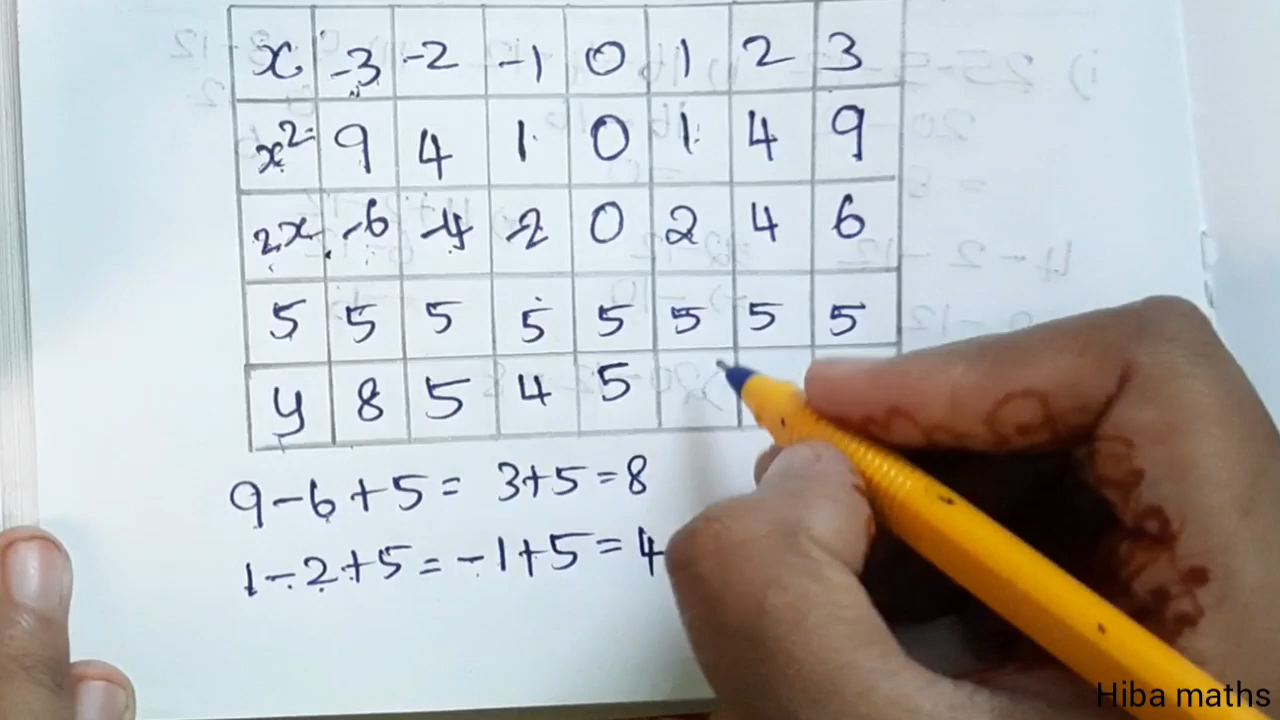 x -3 -2 -1 0 1 2 3
x² 9 4 1 0 1 4 9
2x -6 -4 -2 0 2 4 6
5 5 5 5 5 5 5 5
y 8 5 4 5
9-6+5= 3+5=8
1-2+5=-1+5=4
Hiba maths